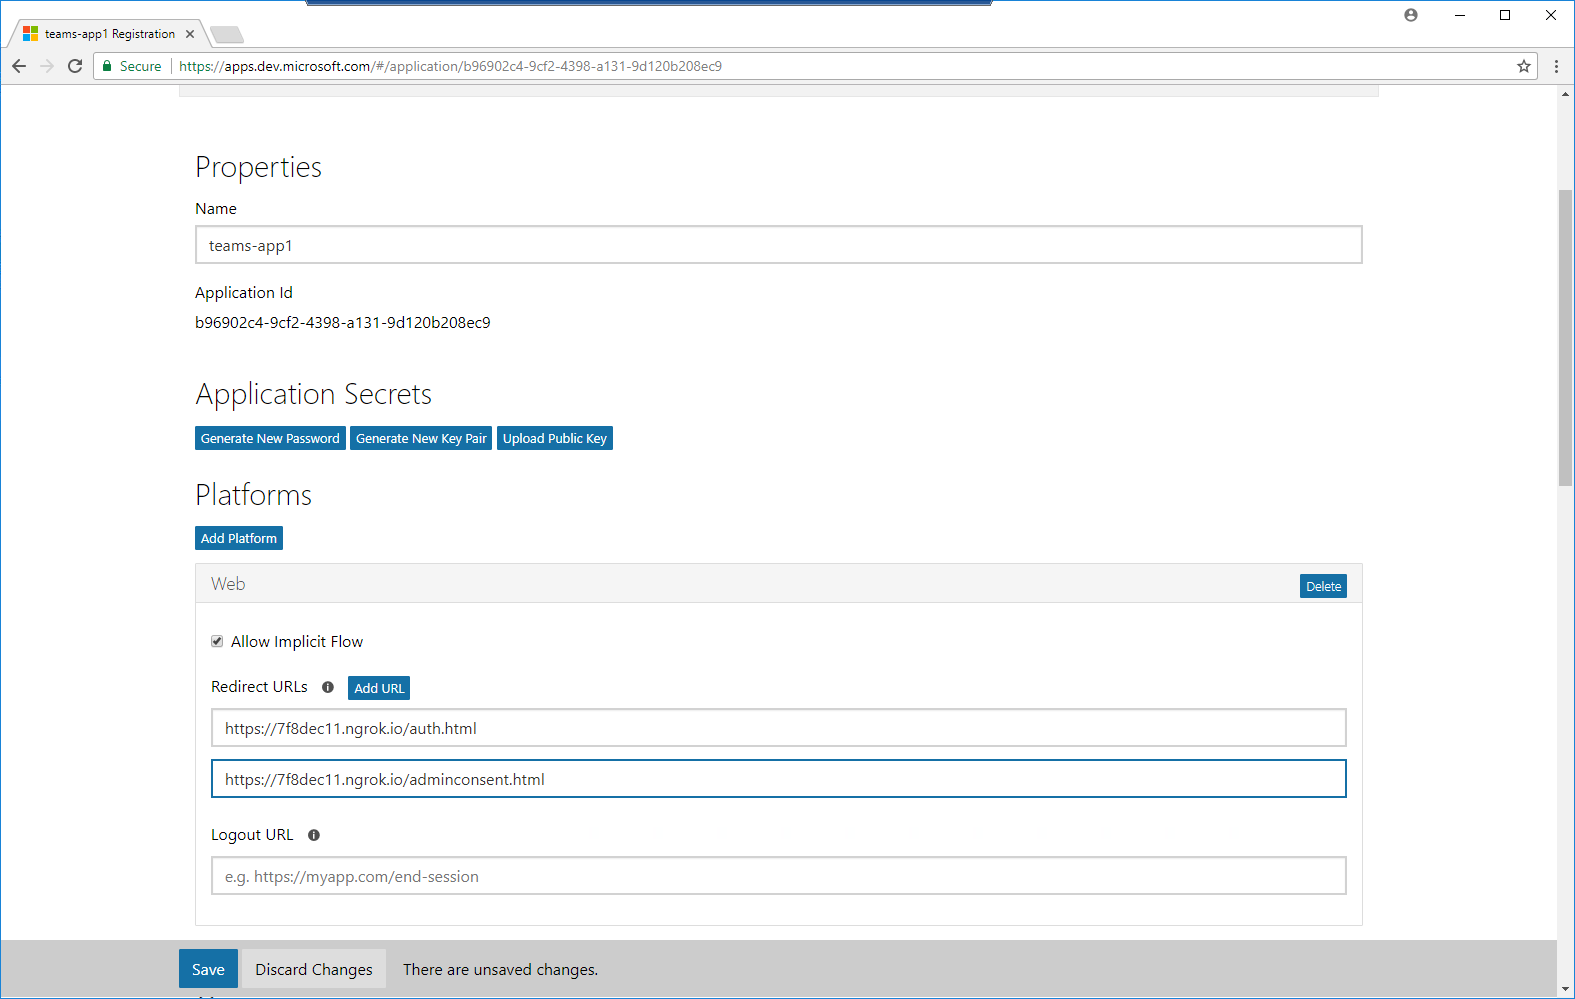 teams-app1 Registration
Secure https://apps.dev.microsoft.com/#/application/b96902c4-9cf2-4398-a131-9d120b208ec9
Properties
Name
teams-app1
Application Id
b96902c4-9cf2-4398-a131-9d120b208ec9
Application Secrets
Generate New Password Generate New Key Pair Upload Public Key
Platforms
Add Platform
Web Delete
Allow Implicit Flow
Redirect URLs Add URL
https://7f8dec11.ngrok.io/auth.html
https://7f8dec11.ngrok.io/adminconsent.html
Logout URL
e.g. https://myapp.com/end-session
Save Discard Changes There are unsaved changes.